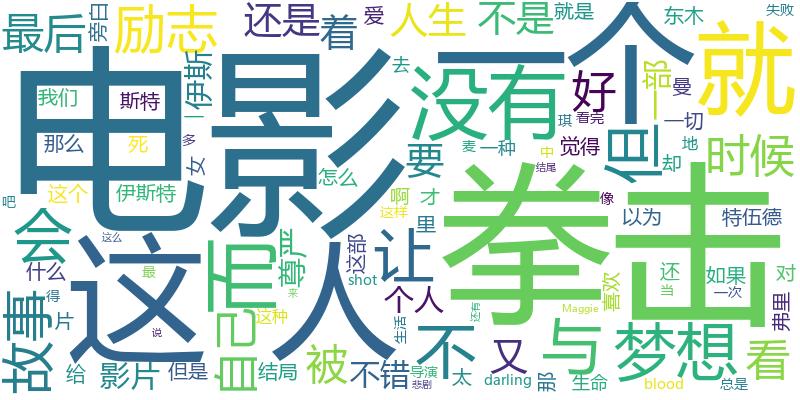 最后
旁白
励志
还是
着
爱
人生
不是
就是
东木
失败
电影
一个
就
伊斯
我们
斯特
那么
死
多
一
女
这个
伊斯特
吧
去
没有
好
琪
看完
但
一部
曼
一切
地
要
麦
一种
觉得
中
结尾
却
时候
怎么
啊
才
这样
里
拳击
像
以为
特伍德
会
这么
什么
最
得
这
说
故事
片
给
影片
但是
而
自己
尊严
来
这种
结局
人
这部
让
shot
个人
生活
被
不错
导演
悲剧
不
太
又
还有
darling
那
Maggie
与
喜欢
生命
梦想
blood
还
当
如果
一次
对
弗里
看
总是